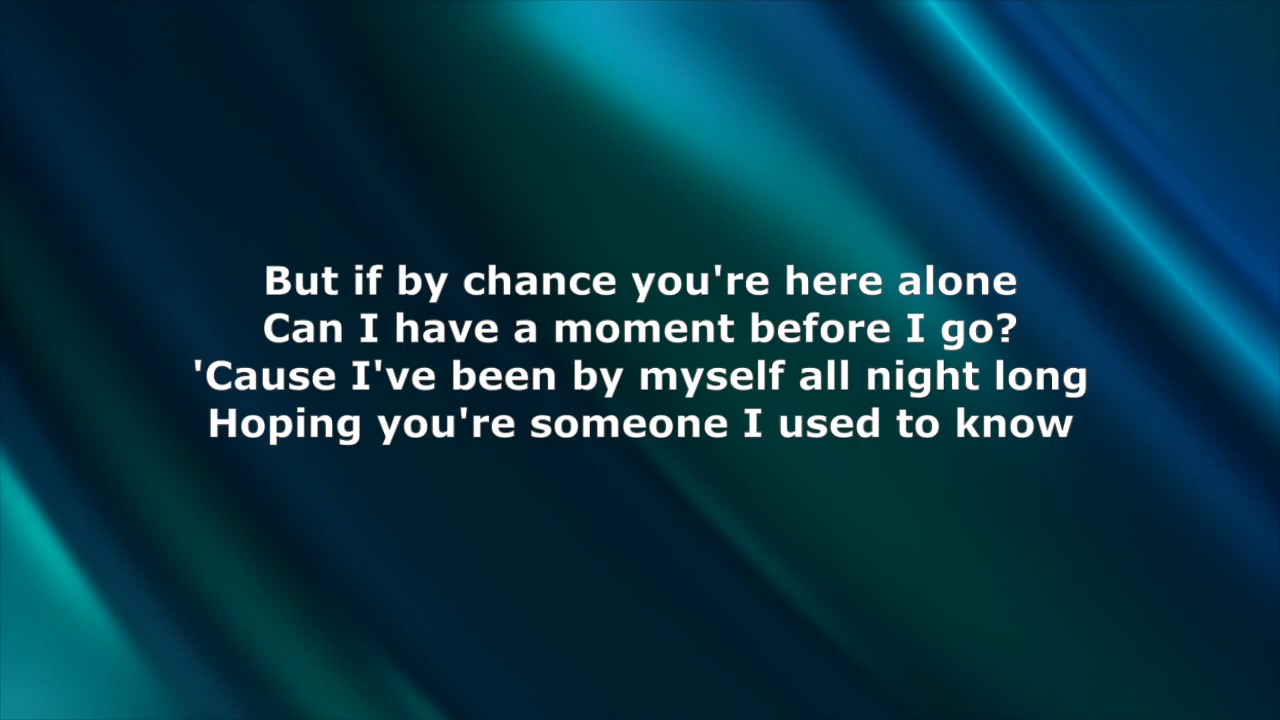 But if by chance you're here alone
Can I have a moment before I go?
'Cause I've been by myself all night long
Hoping you're someone I used to know